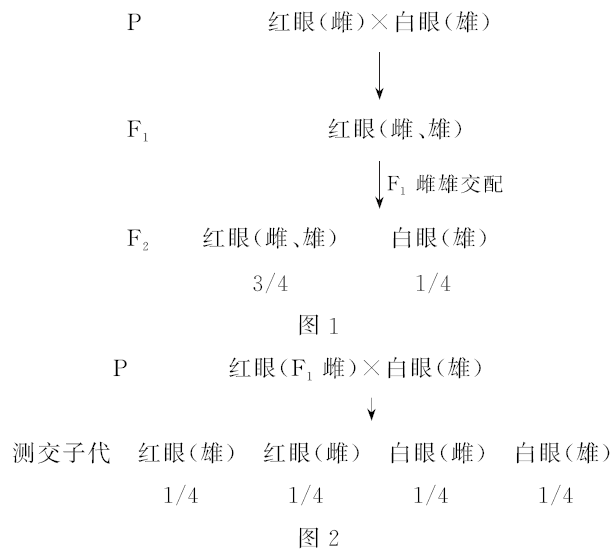 P 红眼(雌)×白眼(雄)
F₁ 红眼(雌、雄)
F₁ 雌雄交配
F₂ 红眼(雌、雄) 白眼(雄)
3/4 1/4
图 1
P 红眼(F₁ 雌)×白眼(雄)
测交子代 红眼(雄) 红眼(雌) 白眼(雌) 白眼(雄)
1/4 1/4 1/4 1/4
图 2